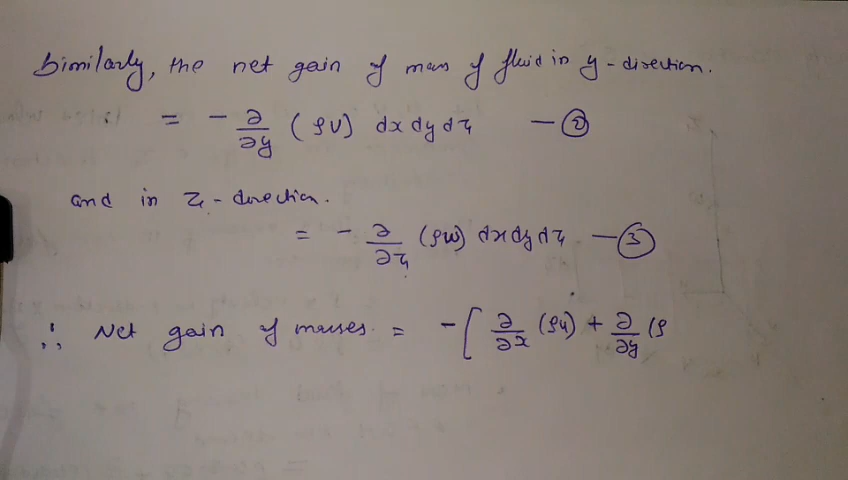 Similarly, the net gain of mass of fluid in y-direction.
= - ∂/∂y (ρv) dx dy dz - ②
and in z-direction.
= - ∂/∂z (ρw) dx dy dz - ③
∴ Net gain of masses = -[ ∂/∂x (ρu) + ∂/∂y (ρ